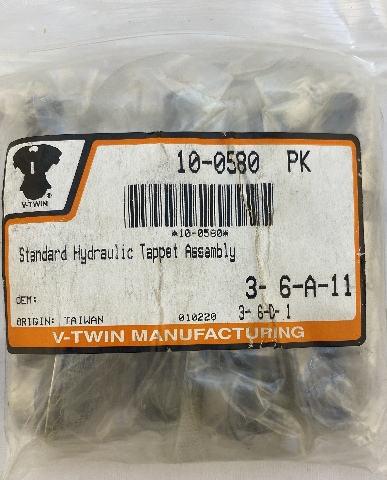 10-0580 PK
V-TWIN
®
*10-0580*
Standard Hydraulic Tappet Assembly
3- 6-A-11
OEM:
3- 6-D- 1
ORIGIN: TAIWAN 010220
V-TWIN MANUFACTURING